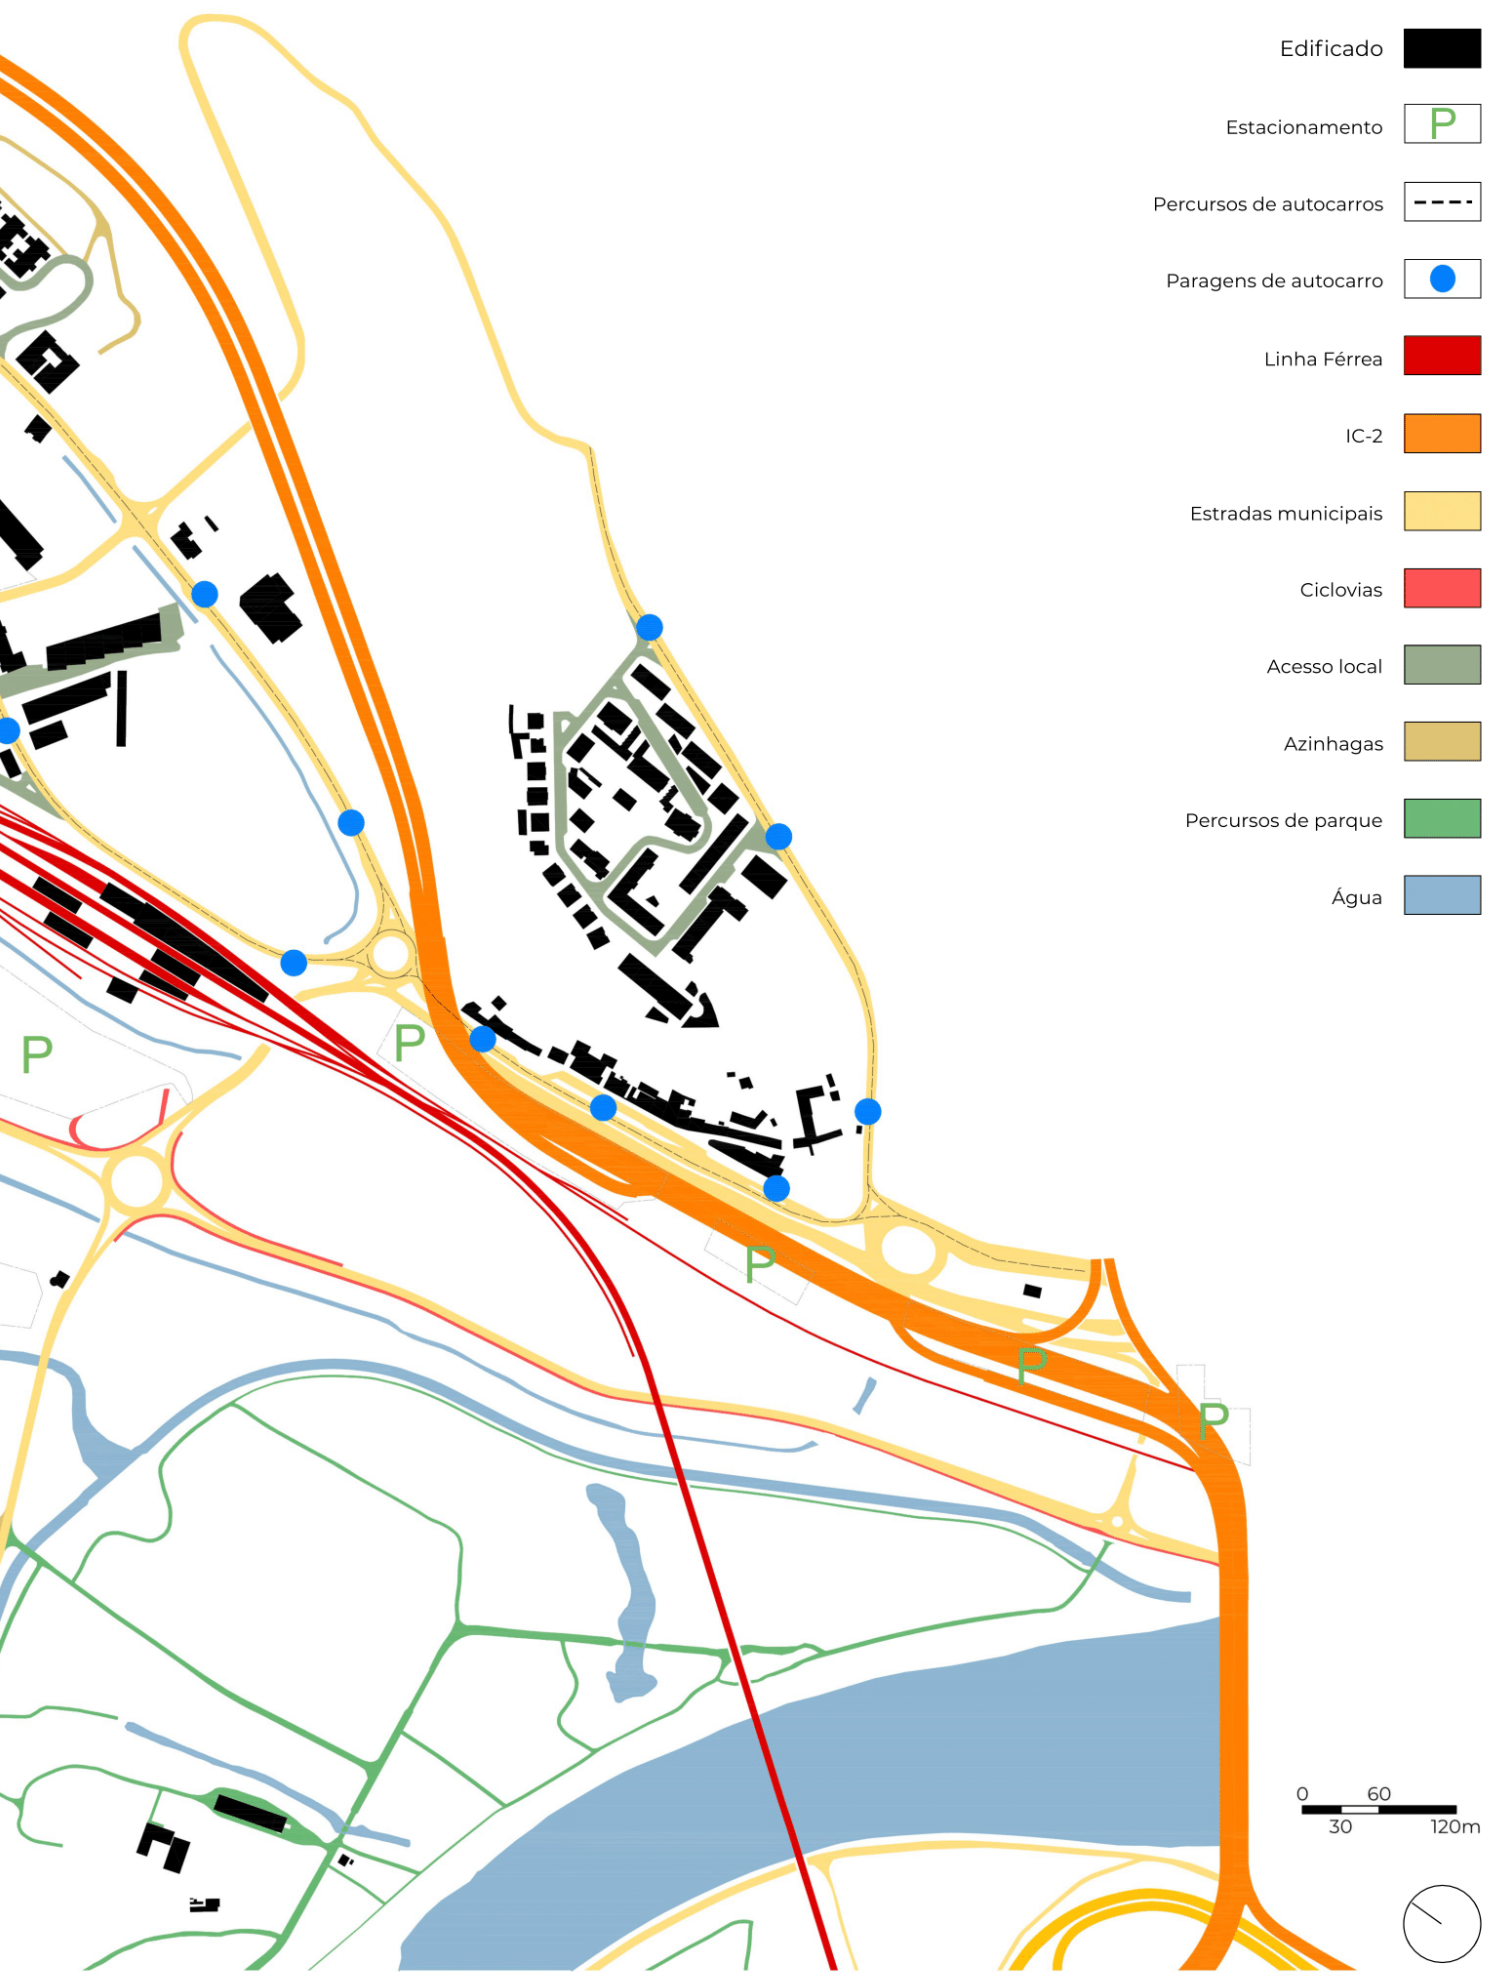 Edificado
Estacionamento P
Percursos de autocarros
Paragens de autocarro
Linha Férrea
IC-2
Estradas municipais
Ciclovias
Acesso local
Azinhagas
Percursos de parque
Água
P
P
P
P
P
0 60
30 120m